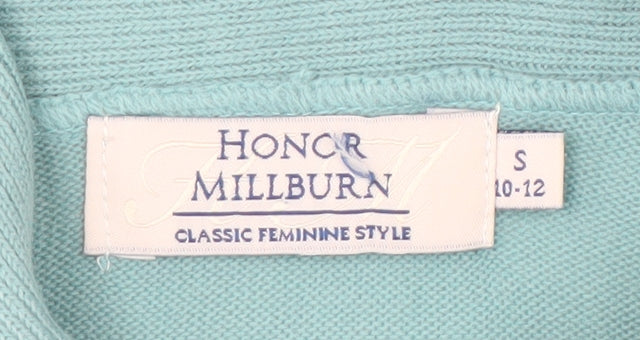 HONOR
MILLBURN
CLASSIC FEMININE STYLE
S
10-12